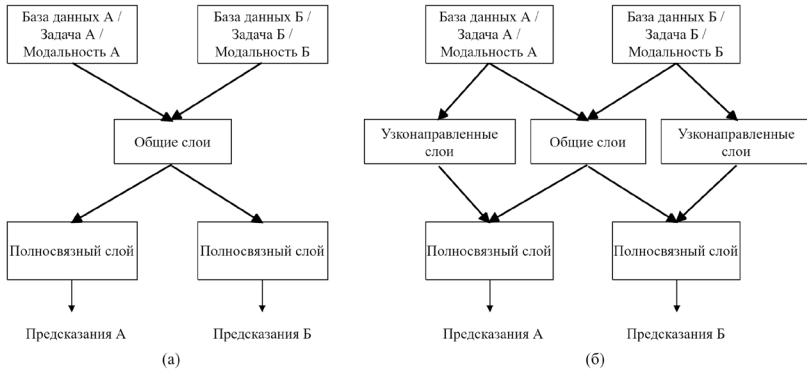 База данных А /
Задача А /
Модальность А
База данных Б /
Задача Б /
Модальность Б
Общие слои
Полносвязный слой
Полносвязный слой
Предсказания А
Предсказания Б
(а)
База данных А /
Задача А /
Модальность А
База данных Б /
Задача Б /
Модальность Б
Узконаправленные
слои
Общие слои
Узконаправленные
слои
Полносвязный слой
Полносвязный слой
Предсказания А
Предсказания Б
(б)